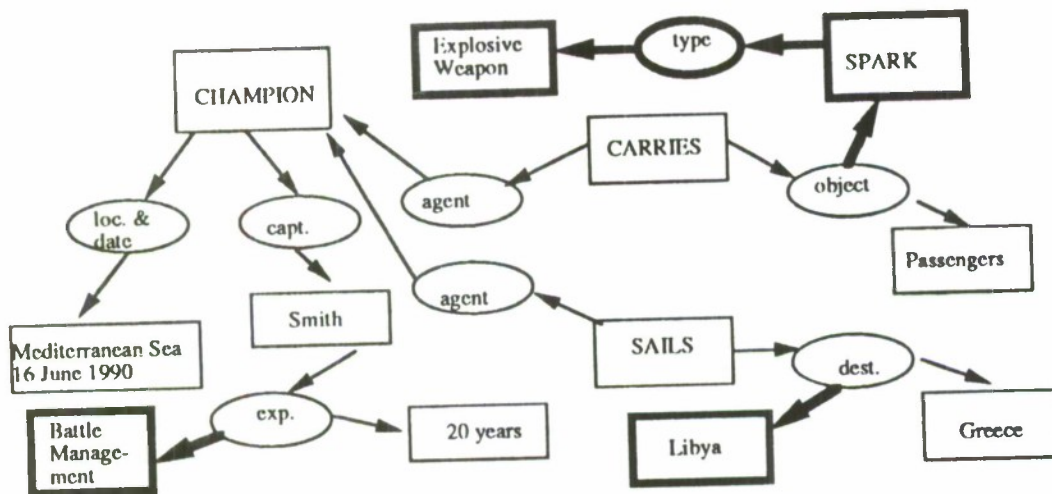 Explosive
Weapon
type
SPARK
CHAMPION
CARRIES
agent
object
loc. &
date
capt.
Passengers
agent
Smith
SAILS
Mediterranean Sea
16 June 1990
dest.
exp.
Battle
Manage-
ment
20 years
Libya
Greece